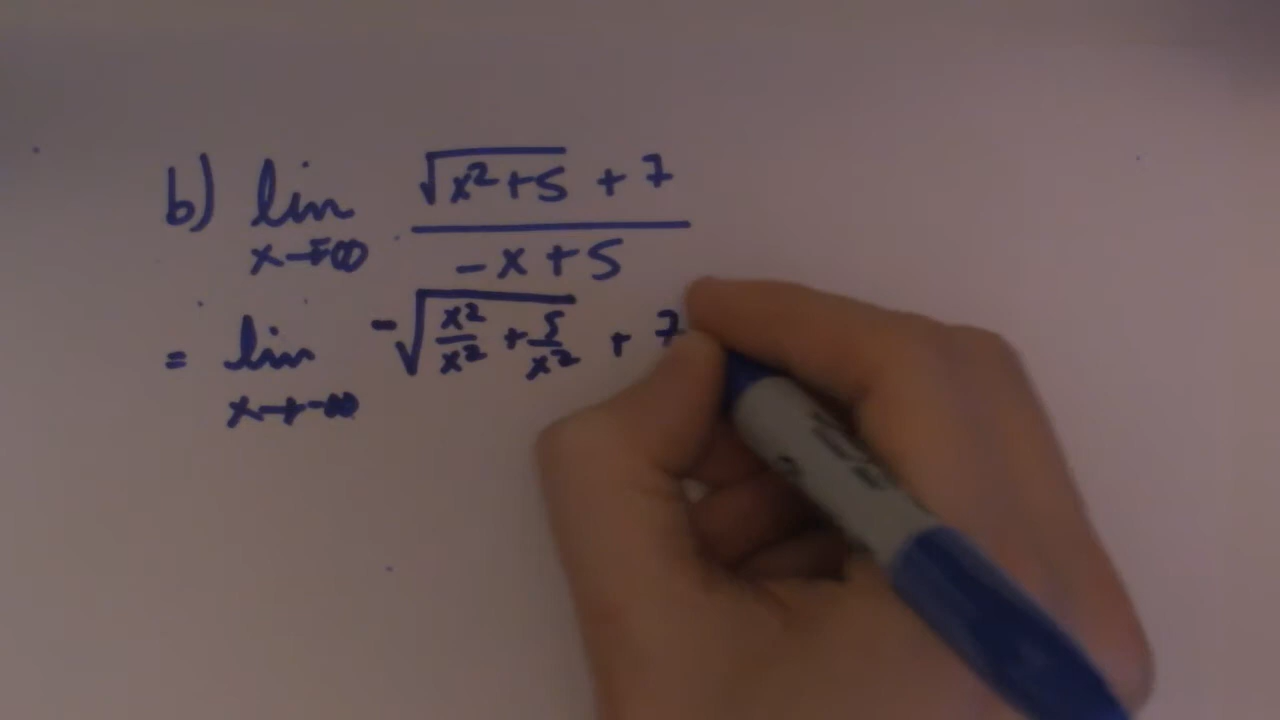 b) lim √(x²+5) + 7
x→-∞ -x+5
= lim -√(x²/x² + 5/x²) + 7
x→-∞